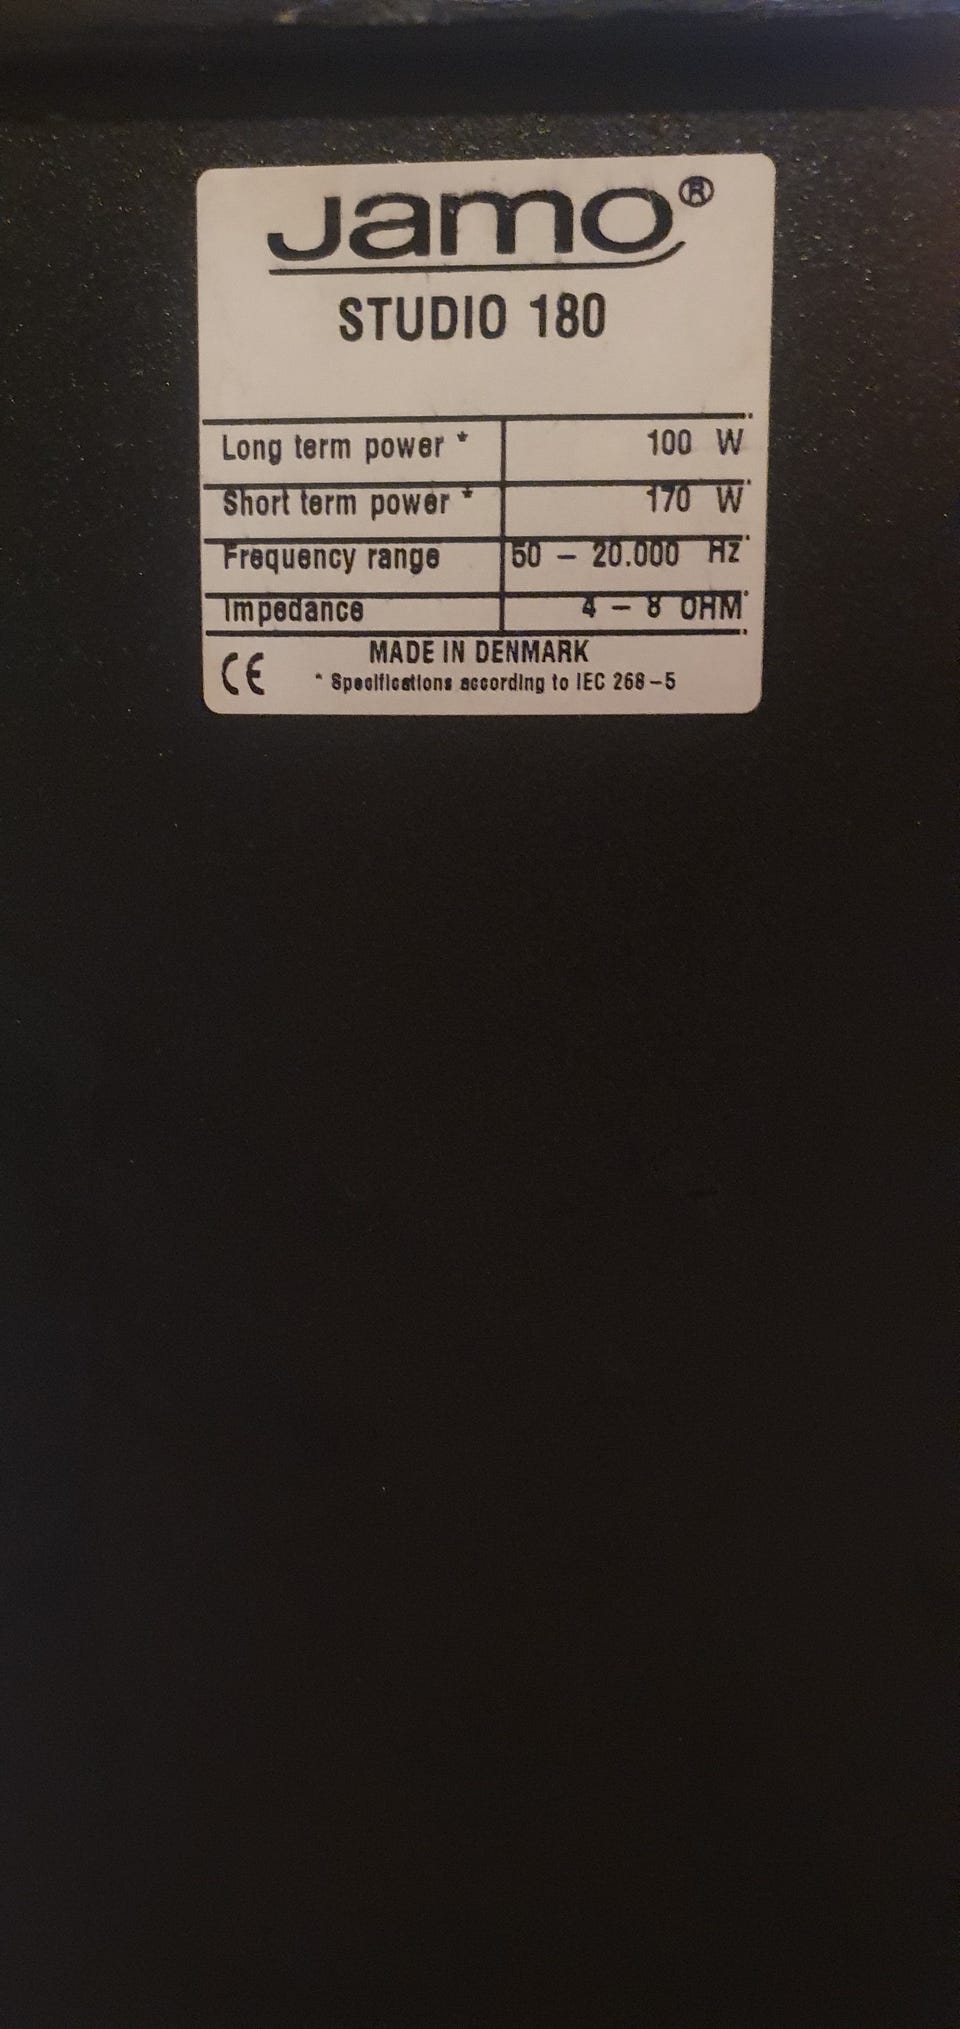 Jamo®
STUDIO 180
Long term power * 100 W
Short term power * 170 W
Frequency range 50 – 20.000 Hz
Impedance 4 – 8 OHM
MADE IN DENMARK
CE * Specifications according to IEC 268–5